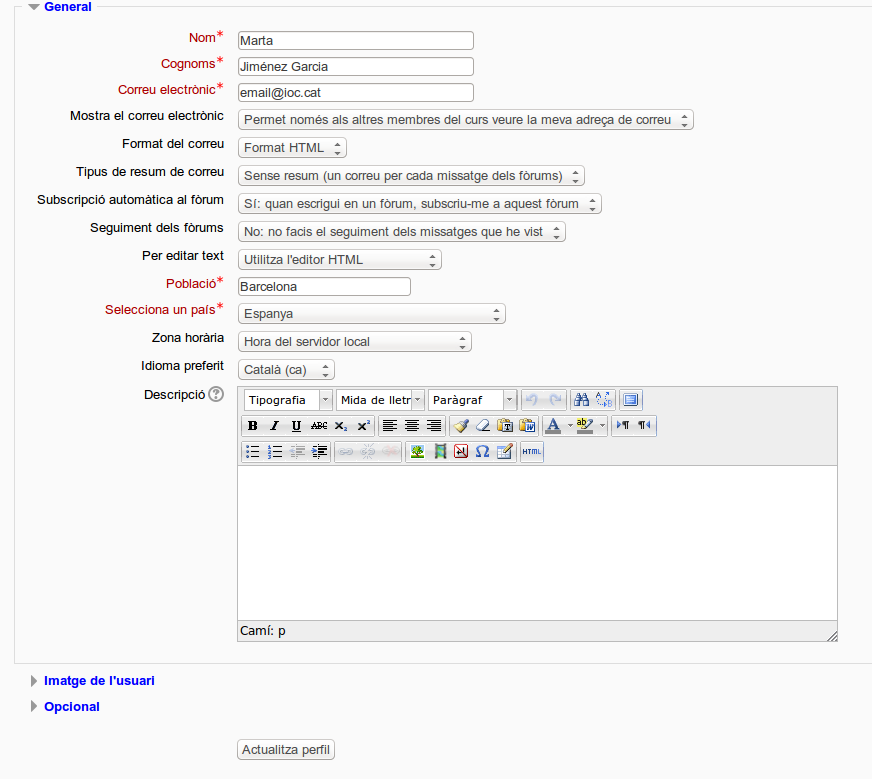 General
Nom* Marta
Cognoms* Jiménez Garcia
Correu electrònic* email@ioc.cat
Mostra el correu electrònic Permet només als altres membres del curs veure la meva adreça de correu
Format del correu Format HTML
Tipus de resum de correu Sense resum (un correu per cada missatge dels fòrums)
Subscripció automàtica al fòrum Sí: quan escrigui en un fòrum, subscriu-me a aquest fòrum
Seguiment dels fòrums No: no facis el seguiment dels missatges que he vist
Per editar text Utilitza l'editor HTML
Població* Barcelona
Selecciona un país* Espanya
Zona horària Hora del servidor local
Idioma preferit Català (ca)
Descripció ? Tipografia Mida de lletr Paràgraf
B I U ABC x₂ x² T W A ab
Ω HTML
Camí: p
Imatge de l'usuari
Opcional
Actualitza perfil